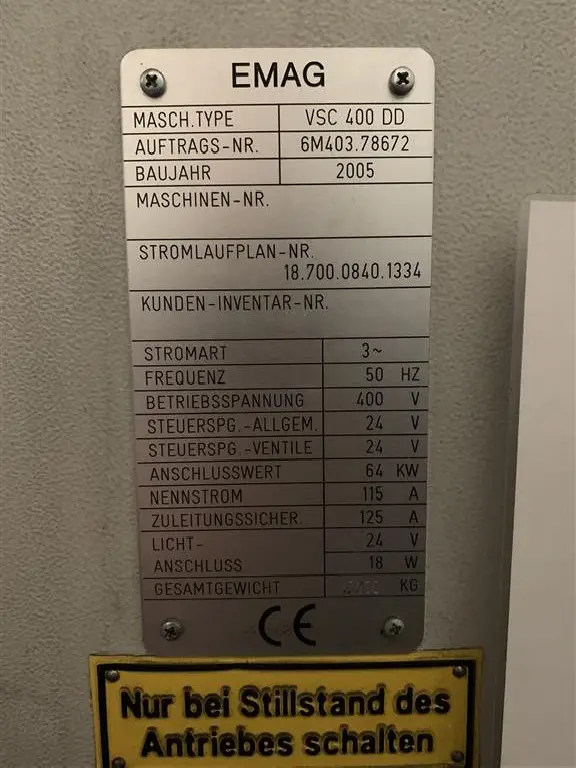 EMAG
MASCH.TYPE VSC 400 DD
AUFTRAGS-NR. 6M403.78672
BAUJAHR 2005
MASCHINEN-NR.
STROMLAUFPLAN-NR.
18.700.0840.1334
KUNDEN-INVENTAR-NR.
STROMART 3~
FREQUENZ 50 HZ
BETRIEBSSPANNUNG 400 V
STEUERSPG.-ALLGEM. 24 V
STEUERSPG.-VENTILE 24 V
ANSCHLUSSWERT 64 KW
NENNSTROM 115 A
ZULEITUNGSSICHER. 125 A
LICHT- 24 V
ANSCHLUSS 18 W
GESAMTGEWICHT KG
CE
Nur bei Stillstand des
Antriebes schalten